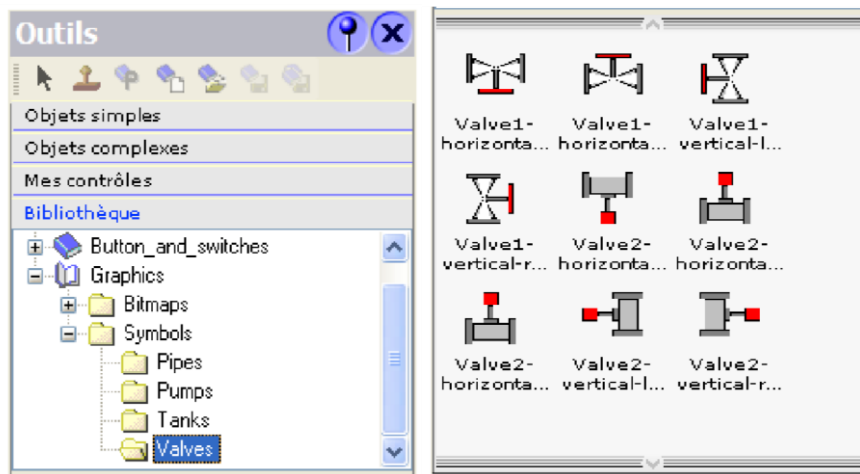 Outils
Objets simples
Objets complexes
Mes contrôles
Bibliothèque
Button_and_switches
Graphics
Bitmaps
Symbols
Pipes
Pumps
Tanks
Valves
Valve1- Valve1- Valve1-
horizonta... horizonta... vertical-l...
Valve1- Valve2- Valve2-
vertical-r... horizonta... horizonta...
Valve2- Valve2- Valve2-
horizonta... vertical-l... vertical-r...